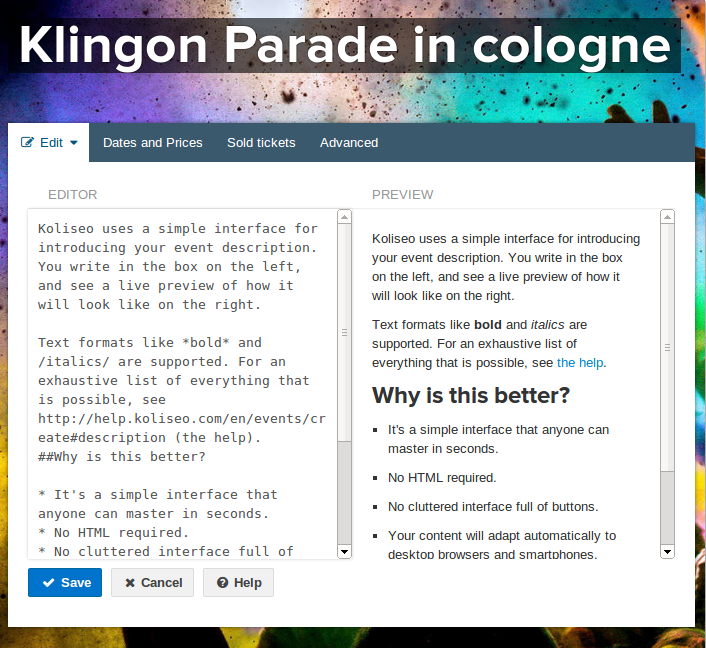 Klingon Parade in cologne
Edit
Dates and Prices
Sold tickets
Advanced
EDITOR
Koliseo uses a simple interface for
introducing your event description.
You write in the box on the left,
and see a live preview of how it
will look like on the right.
Text formats like *bold* and
/italics/ are supported. For an
exhaustive list of everything that
is possible, see
http://help.koliseo.com/en/events/cr
eate#description (the help).
##Why is this better?
* It's a simple interface that
anyone can master in seconds.
* No HTML required.
* No cluttered interface full of
PREVIEW
Koliseo uses a simple interface for introducing
your event description. You write in the box
on the left, and see a live preview of how it
will look like on the right.
Text formats like bold and italics are
supported. For an exhaustive list of
everything that is possible, see the help.
Why is this better?
It's a simple interface that anyone can
master in seconds.
No HTML required.
No cluttered interface full of buttons.
Your content will adapt automatically to
desktop browsers and smartphones.
Save
Cancel
Help